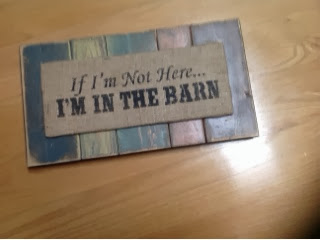 If I'm Not Here...
I'M IN THE BARN